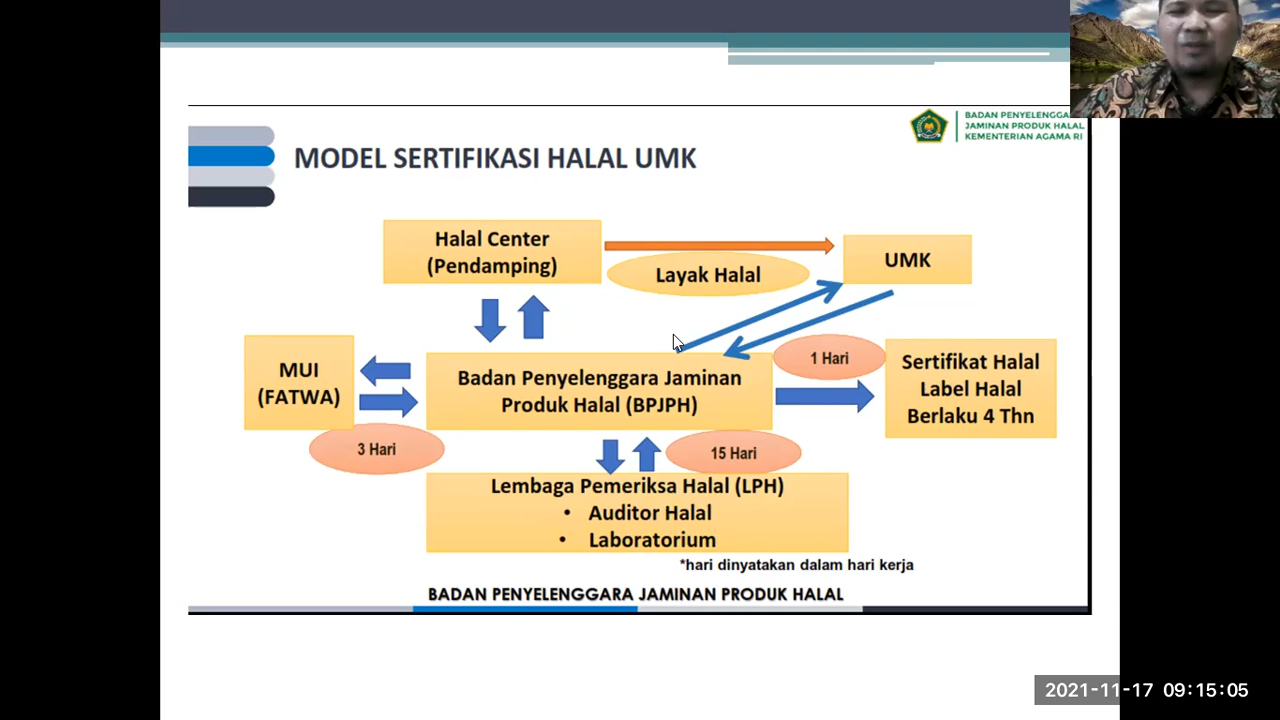 BADAN PENYELENGGARA
JAMINAN PRODUK HALAL
KEMENTERIAN AGAMA RI
MODEL SERTIFIKASI HALAL UMK
Halal Center
(Pendamping)
Layak Halal
UMK
MUI
(FATWA)
3 Hari
Badan Penyelenggara Jaminan
Produk Halal (BPJPH)
1 Hari
Sertifikat Halal
Label Halal
Berlaku 4 Thn
15 Hari
Lembaga Pemeriksa Halal (LPH)
• Auditor Halal
• Laboratorium
*hari dinyatakan dalam hari kerja
BADAN PENYELENGGARA JAMINAN PRODUK HALAL
2021-11-17 09:15:05